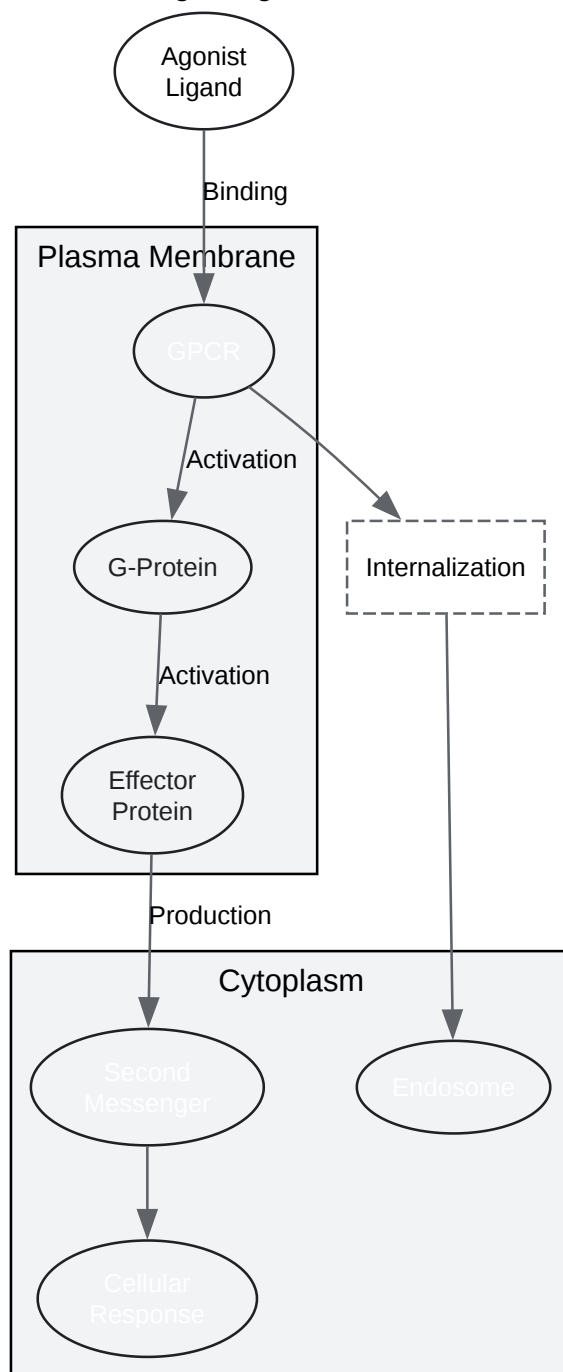 Agonist
Ligand
Binding
Plasma Membrane
GPCR
Activation
G-Protein
Internalization
Activation
Effector
Protein
Production
Cytoplasm
Second
Messenger
Endosome
Cellular
Response